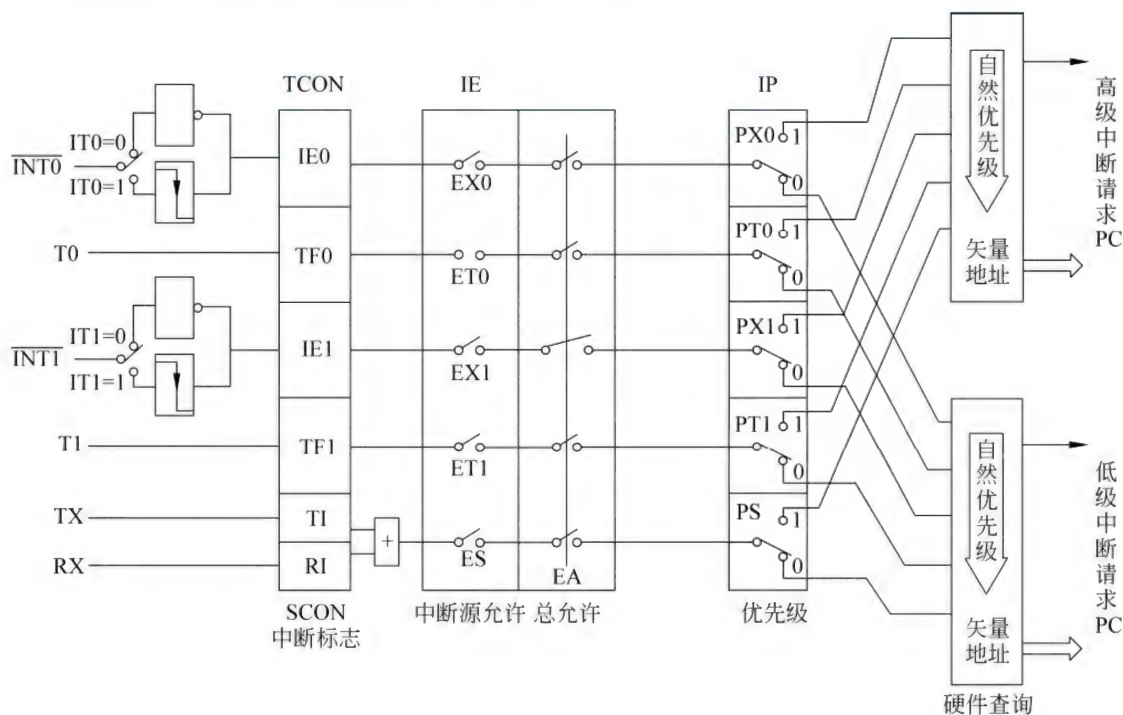 TCON
IE
IP
IT0=0
INT0
IT0=1
IE0
EX0
PX0 1
0
T0
TF0
ET0
PT0 1
0
IT1=0
INT1
IT1=1
IE1
EX1
PX1 1
0
T1
TF1
ET1
PT1 1
0
TX
TI
RX
RI
+
ES
EA
PS 1
0
SCON
中断标志
中断源允许
总允许
优先级
自然优先级
矢量
地址
高级中断请求
PC
自然优先级
矢量
地址
低级中断请求
PC
硬件查询